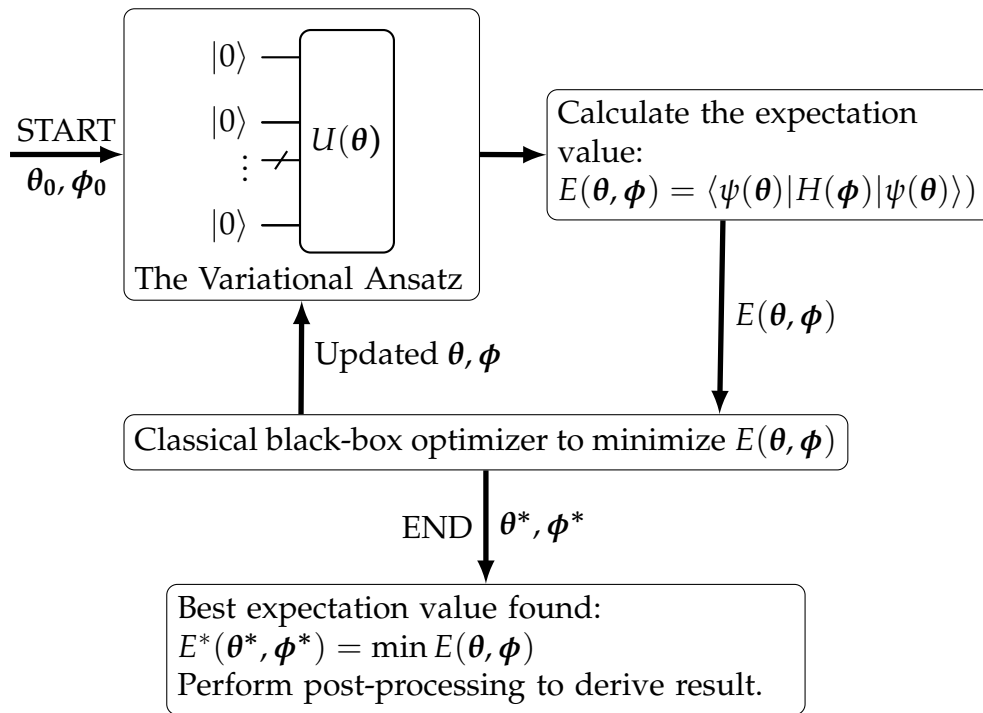 START
θ₀, ϕ₀
|0⟩
|0⟩
⋮
|0⟩
U(θ)
The Variational Ansatz
Calculate the expectation
value:
E(θ, ϕ) = ⟨ψ(θ)|H(ϕ)|ψ(θ)⟩)
E(θ, ϕ)
Updated θ, ϕ
Classical black-box optimizer to minimize E(θ, ϕ)
END θ*, ϕ*
Best expectation value found:
E*(θ*, ϕ*) = min E(θ, ϕ)
Perform post-processing to derive result.